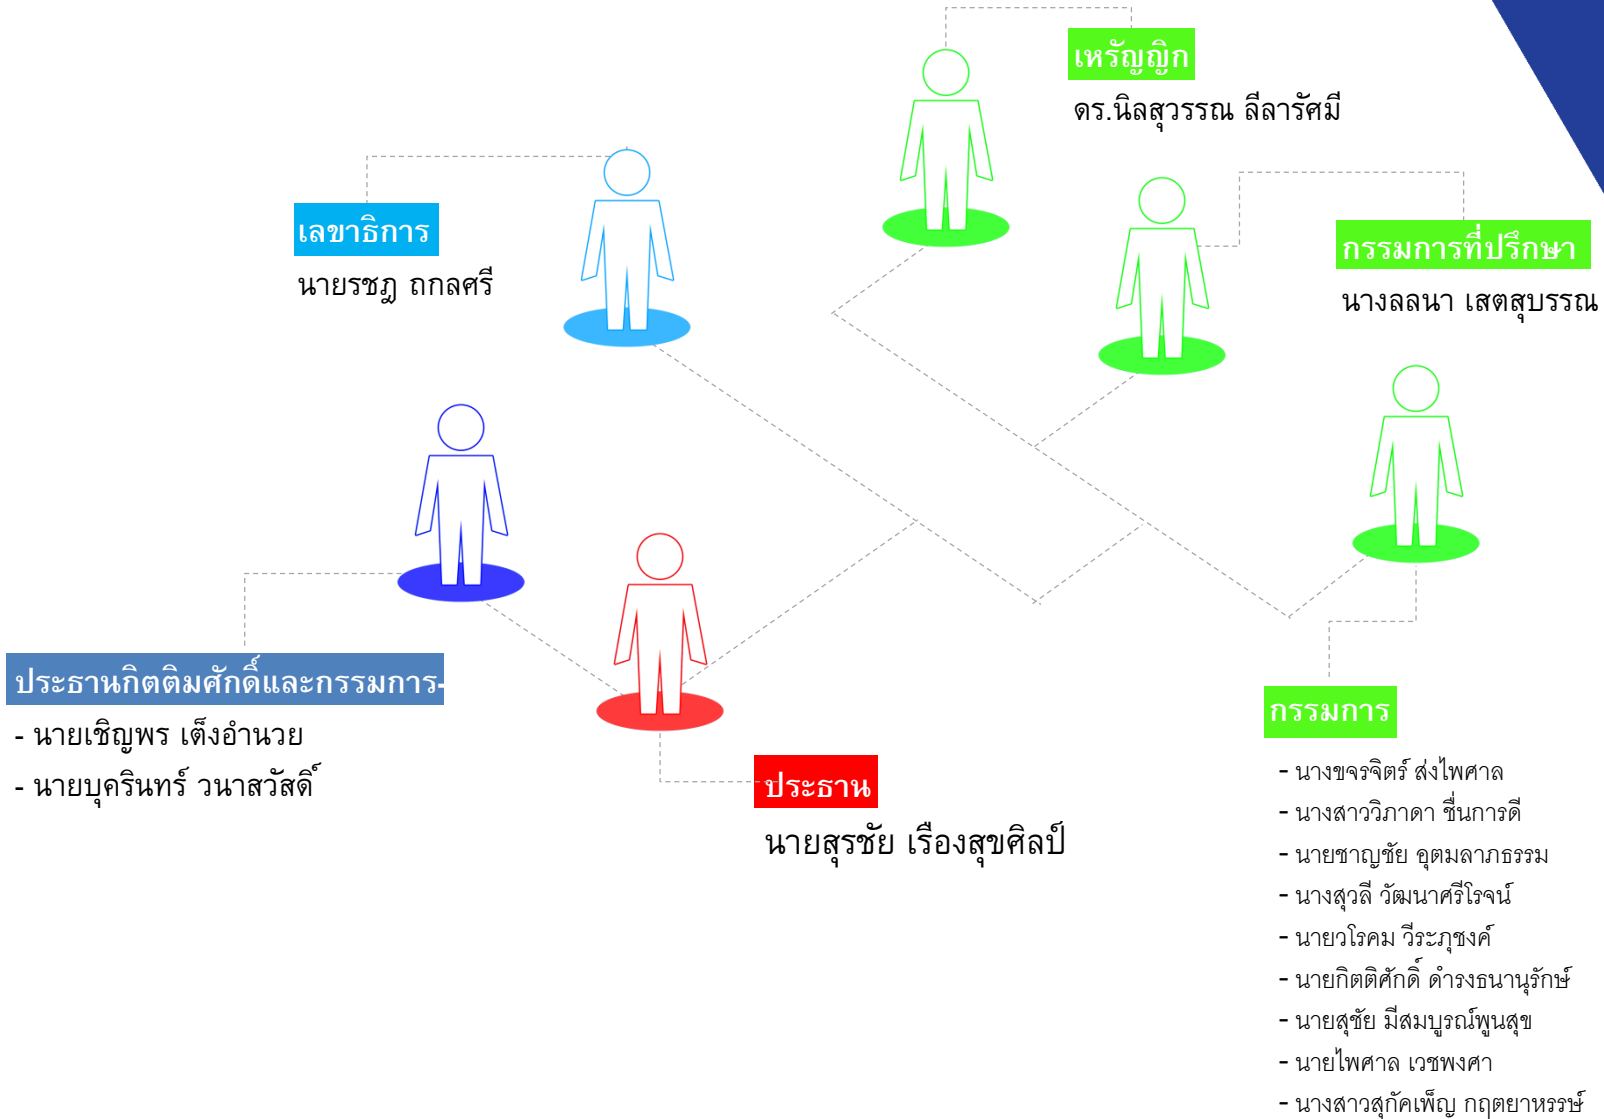 เหรัญญิก
ดร.นิลสุวรรณ ลีลารัศมี
เลขาธิการ
นายรชฎ ถกลศรี
กรรมการที่ปรึกษา
นางลลนา เสตสุบรรณ
ประธานกิตติมศักดิ์และกรรมการ-
- นายเชิญพร เต็งอำนวย
- นายบุครินทร์ วนาสวัสดิ์
ประธาน
นายสุรชัย เรืองสุขศิลป์
กรรมการ
- นางขจรจิตร์ ส่งไพศาล
- นางสาววิภาดา ชื่นการดี
- นายชาญชัย อุตมลาภธรรม
- นางสุวลี วัฒนาศรีโรจน์
- นายวโรคม วีระภุชงค์
- นายกิตติศักดิ์ ดำรงธนานุรักษ์
- นายสุชัย มีสมบูรณ์พูนสุข
- นายไพศาล เวชพงศา
- นางสาวสุกัคเพ็ญ กฤตยาหรรษ์